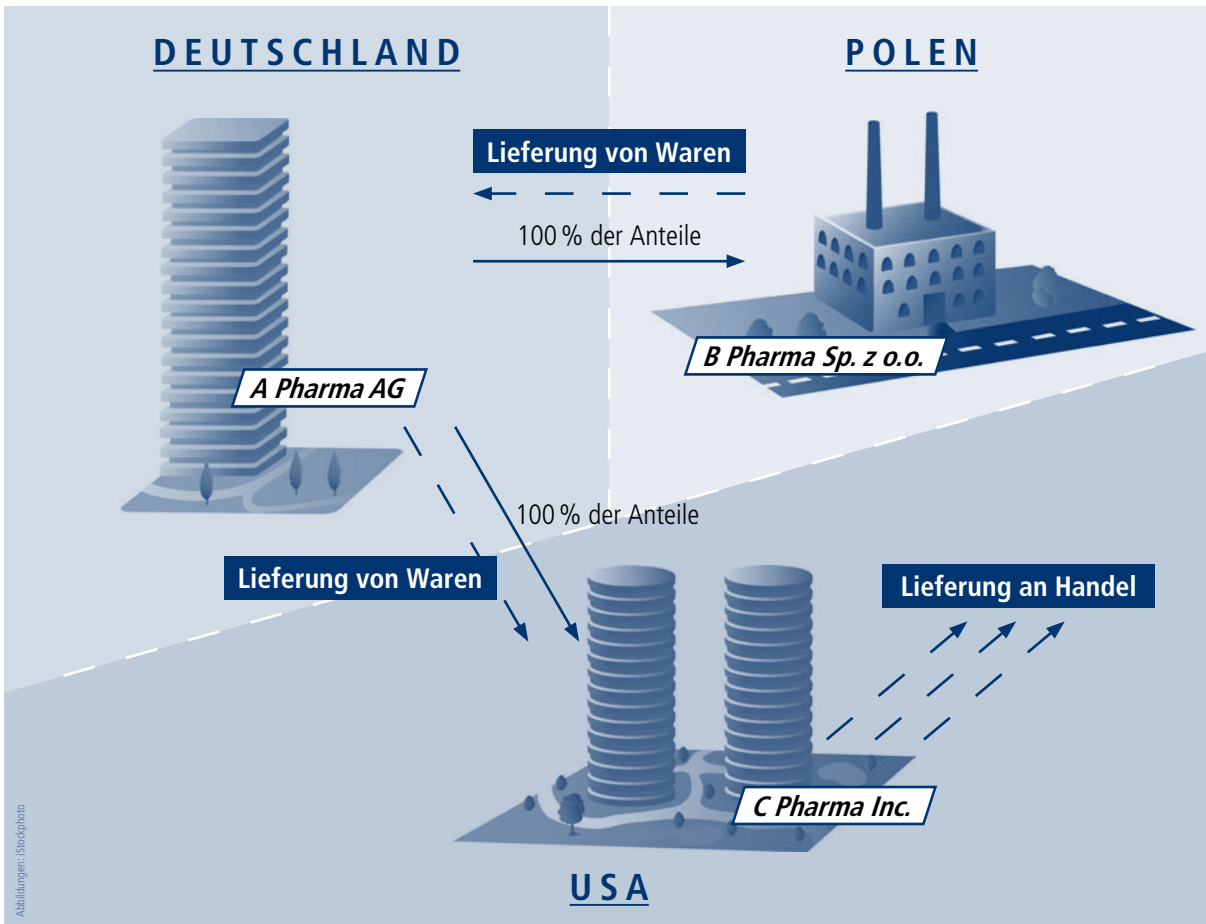 DEUTSCHLAND
POLEN
Lieferung von Waren
100 % der Anteile
B Pharma Sp. z o.o.
A Pharma AG
100 % der Anteile
Lieferung von Waren
Lieferung an Handel
C Pharma Inc.
USA
Abbildungen: iStockphoto